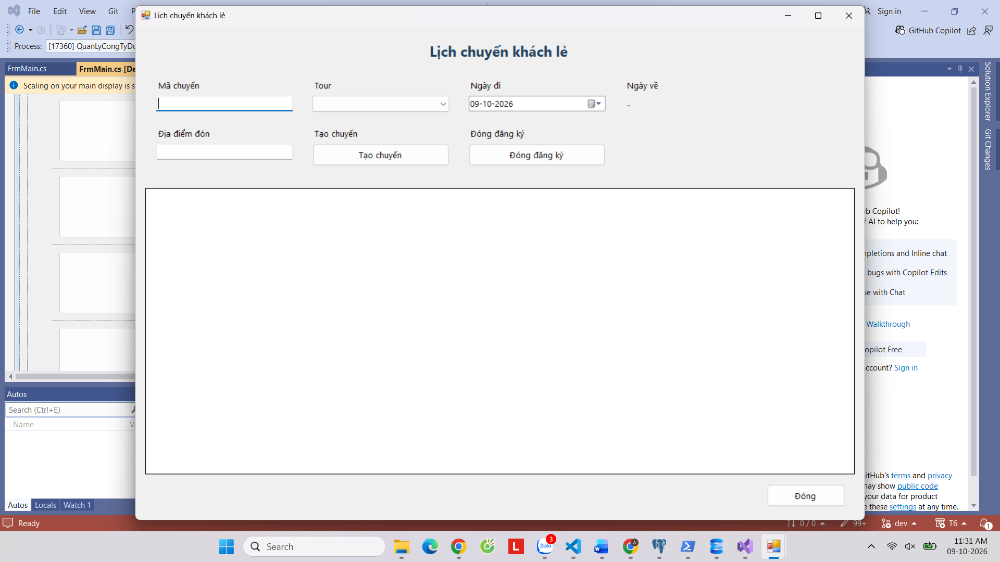 File Edit View Git
Sign in
Process: [17360] QuanLyCongTyDu
GitHub Copilot
FrmMain.cs
FrmMain.cs [De
Scaling on your main display is s
Lịch chuyến khách lẻ
Lịch chuyến khách lẻ
Mã chuyến
Tour
Ngày đi
Ngày về
09-10-2026
-
Địa điểm đón
Tạo chuyến
Đóng đăng ký
Tạo chuyến
Đóng đăng ký
Đóng
Solution Explorer
Git Changes
b Copilot!
AI to help you:
mpletions and Inline chat
bugs with Copilot Edits
se with Chat
Walkthrough
opilot Free
account? Sign in
itHub's terms and privacy
may show public code
your data for product
e these settings at any time.
Autos
Search (Ctrl+E)
Name
Autos Locals Watch 1
Ready
0 / 0
99+
dev
T6
1
Search
L
3
Zalo
A
11:31 AM
09-10-2026